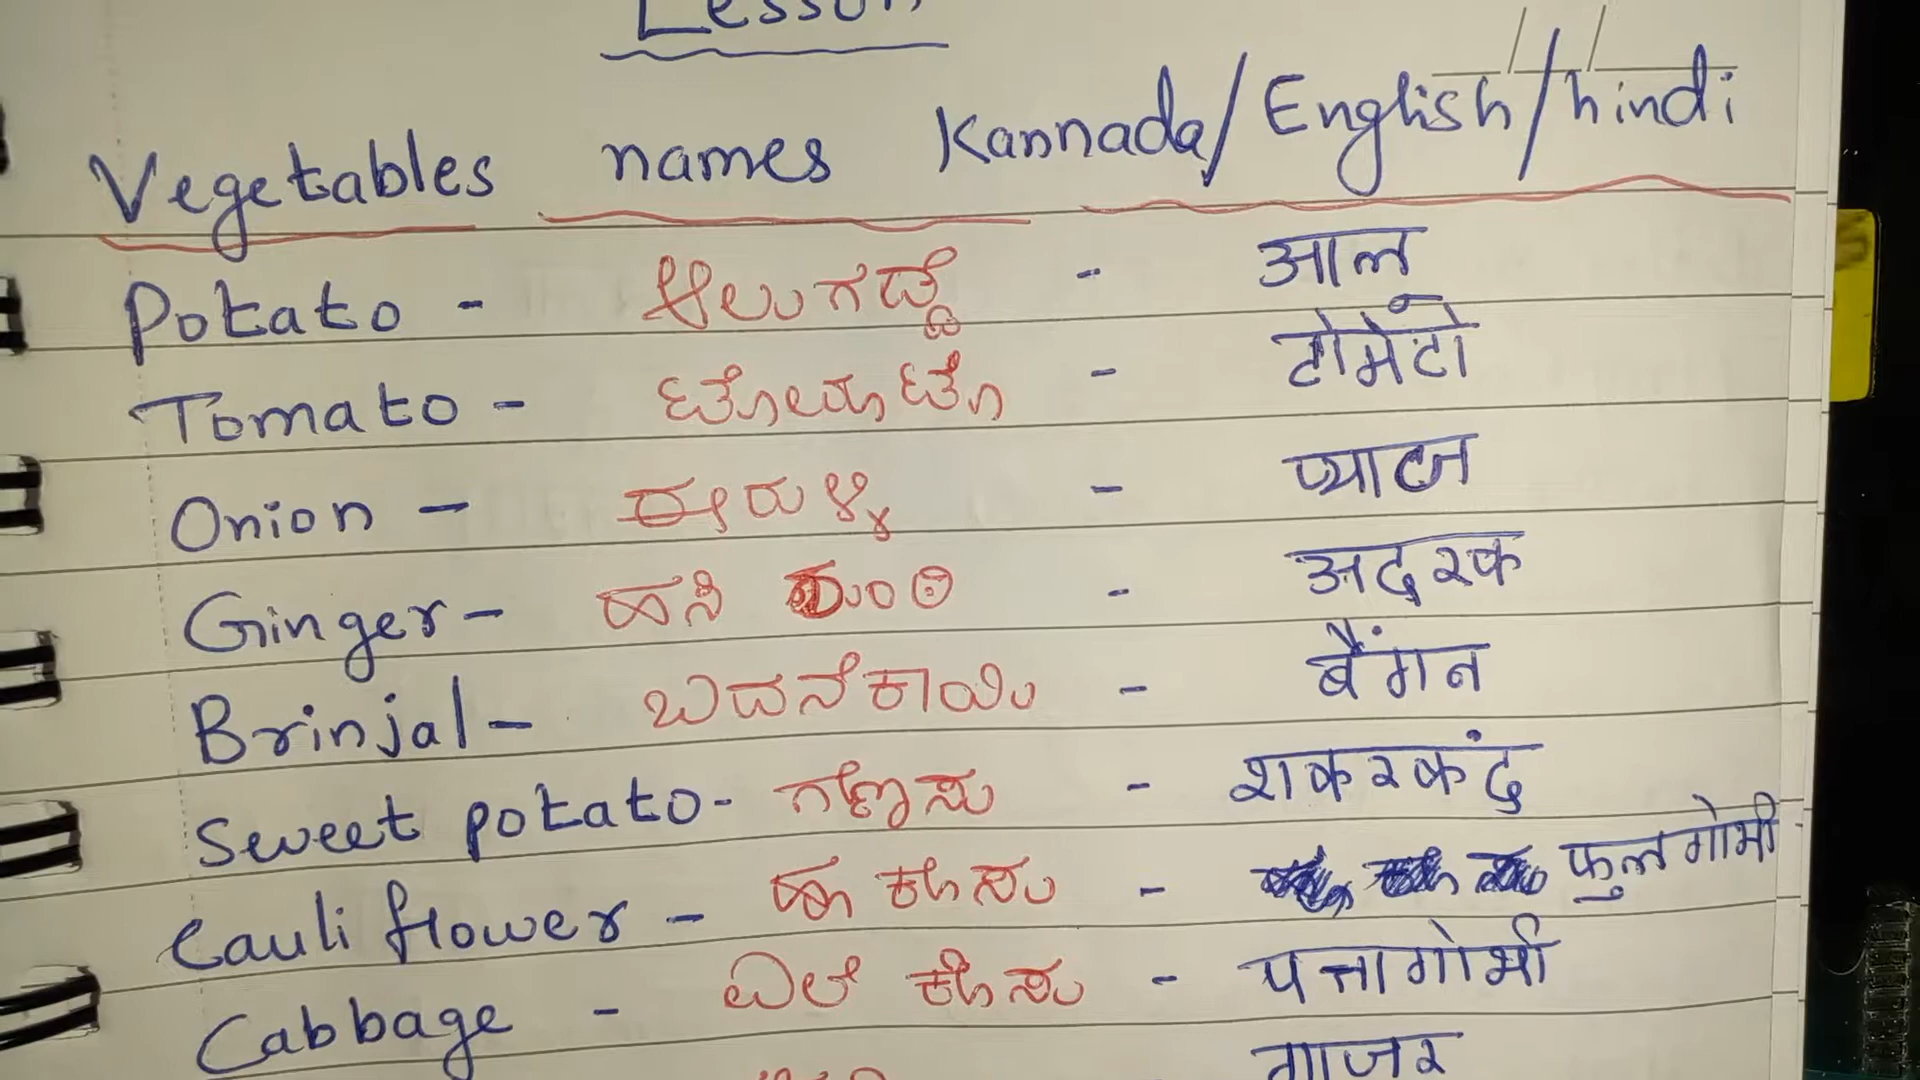 Lesson
Vegetables names Kannada/English/hindi
Potato - ಆಲುಗಡ್ಡೆ - आलू
Tomato - ಟೊಮಾಟೊ - टोमेटो
Onion - ಈರುಳ್ಳಿ - प्याज
Ginger - ಹಸಿ ಶುಂಠಿ - अदरक
Brinjal - ಬದನೆಕಾಯಿ - बैंगन
Sweet potato - ಗೆಣಸು - शकरकंद
Cauli flower - ಹೂ ಕೋಸು - फुलगोभी
Cabbage - ಎಲೆ ಕೋಸು - पत्तागोभी
गाजर